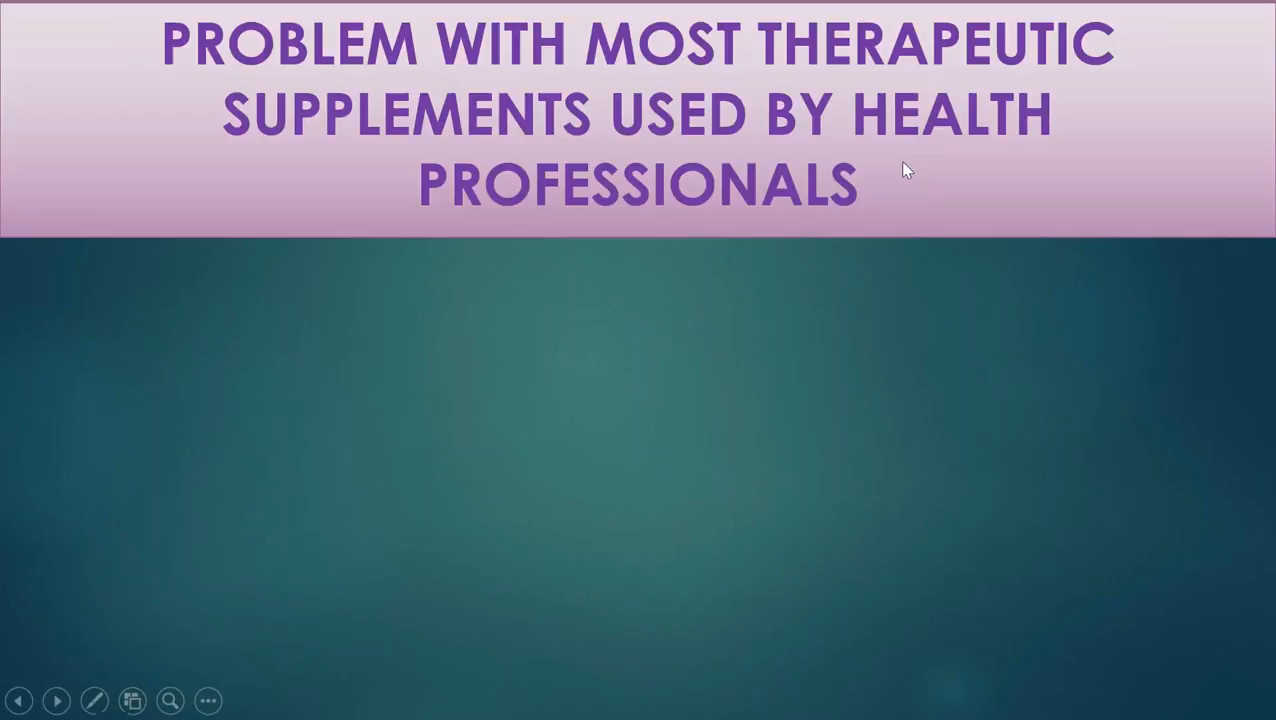 PROBLEM WITH MOST THERAPEUTIC
SUPPLEMENTS USED BY HEALTH
PROFESSIONALS